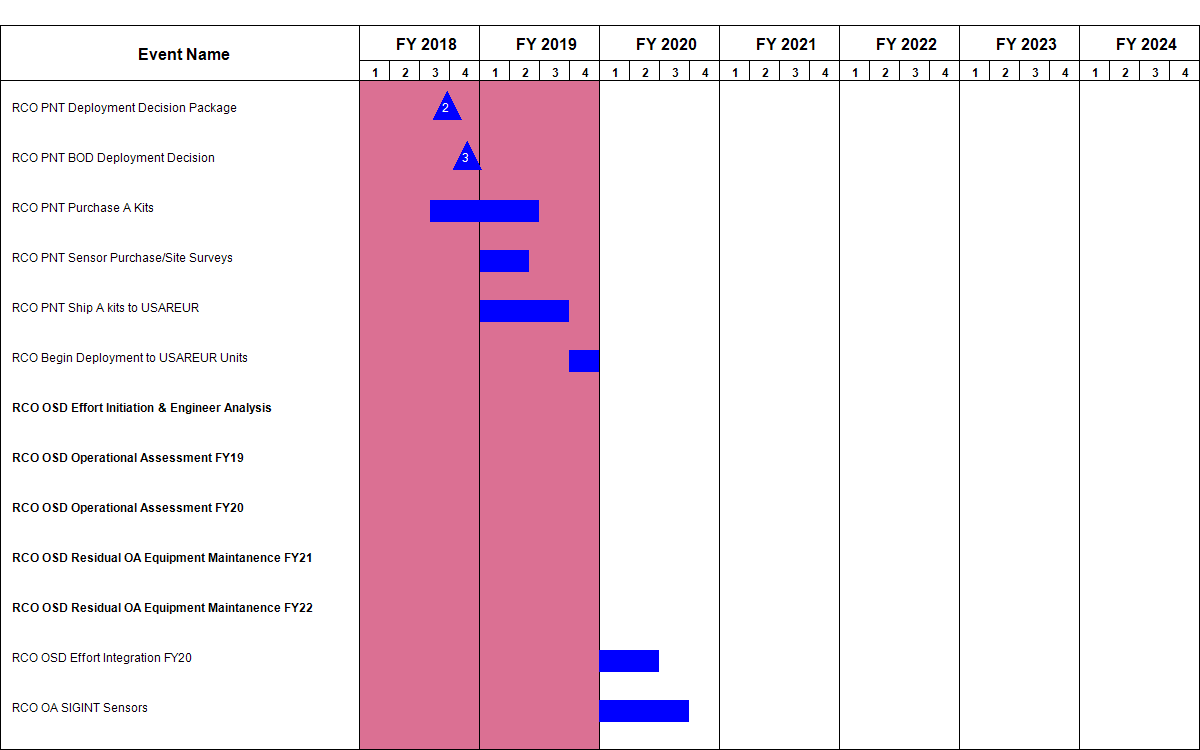 Event Name
FY 2018 FY 2019 FY 2020 FY 2021 FY 2022 FY 2023 FY 2024
1 2 3 4 1 2 3 4 1 2 3 4 1 2 3 4 1 2 3 4 1 2 3 4 1 2 3 4
RCO PNT Deployment Decision Package
2
RCO PNT BOD Deployment Decision
3
RCO PNT Purchase A Kits
RCO PNT Sensor Purchase/Site Surveys
RCO PNT Ship A kits to USAREUR
RCO Begin Deployment to USAREUR Units
RCO OSD Effort Initiation & Engineer Analysis
RCO OSD Operational Assessment FY19
RCO OSD Operational Assessment FY20
RCO OSD Residual OA Equipment Maintanence FY21
RCO OSD Residual OA Equipment Maintanence FY22
RCO OSD Effort Integration FY20
RCO OA SIGINT Sensors